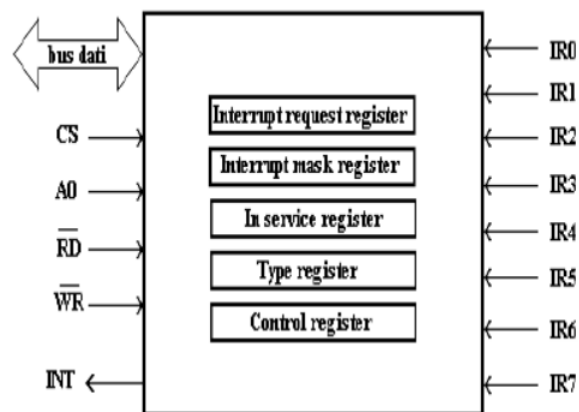 bus dati
CS
A0
RD
WR
INT
Interrupt request register
Interrupt mask register
In service register
Type register
Control register
IR0
IR1
IR2
IR3
IR4
IR5
IR6
IR7